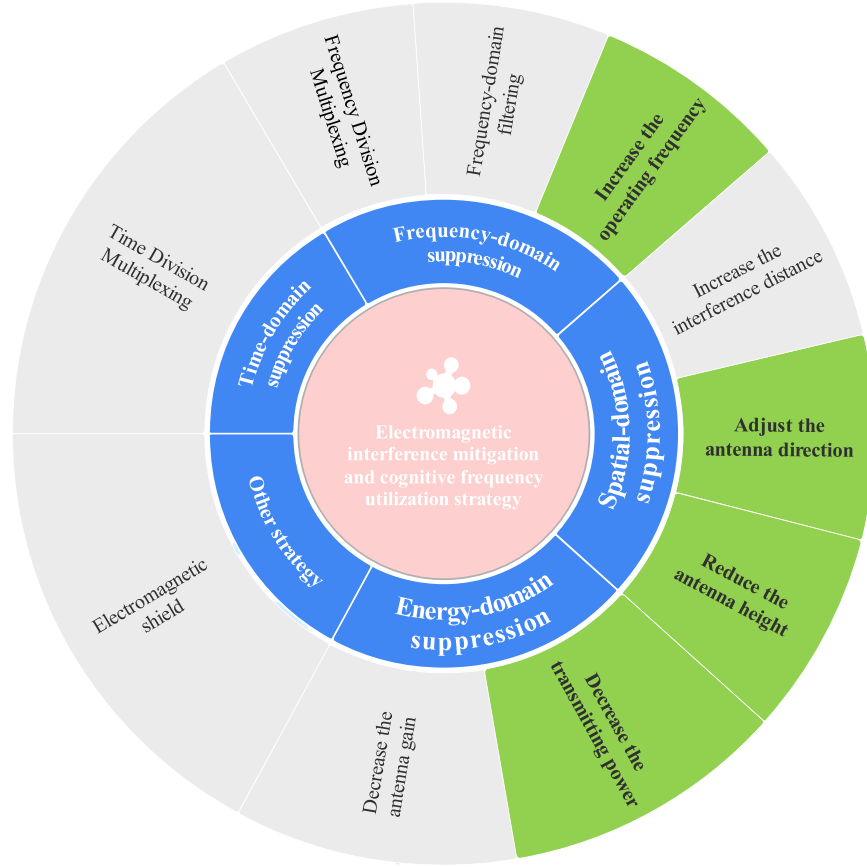 Electromagnetic
interference mitigation
and cognitive frequency
utilization strategy
Frequency-domain
suppression
Spatial-domain
suppression
Energy-domain
suppression
Other strategy
Time-domain
suppression
Frequency Division
Multiplexing
Frequency-domain
filtering
Increase the
operating frequency
Increase the
interference distance
Adjust the
antenna direction
Reduce the
antenna height
Decrease the
transmitting power
Decrease the
antenna gain
Electromagnetic
shield
Time Division
Multiplexing